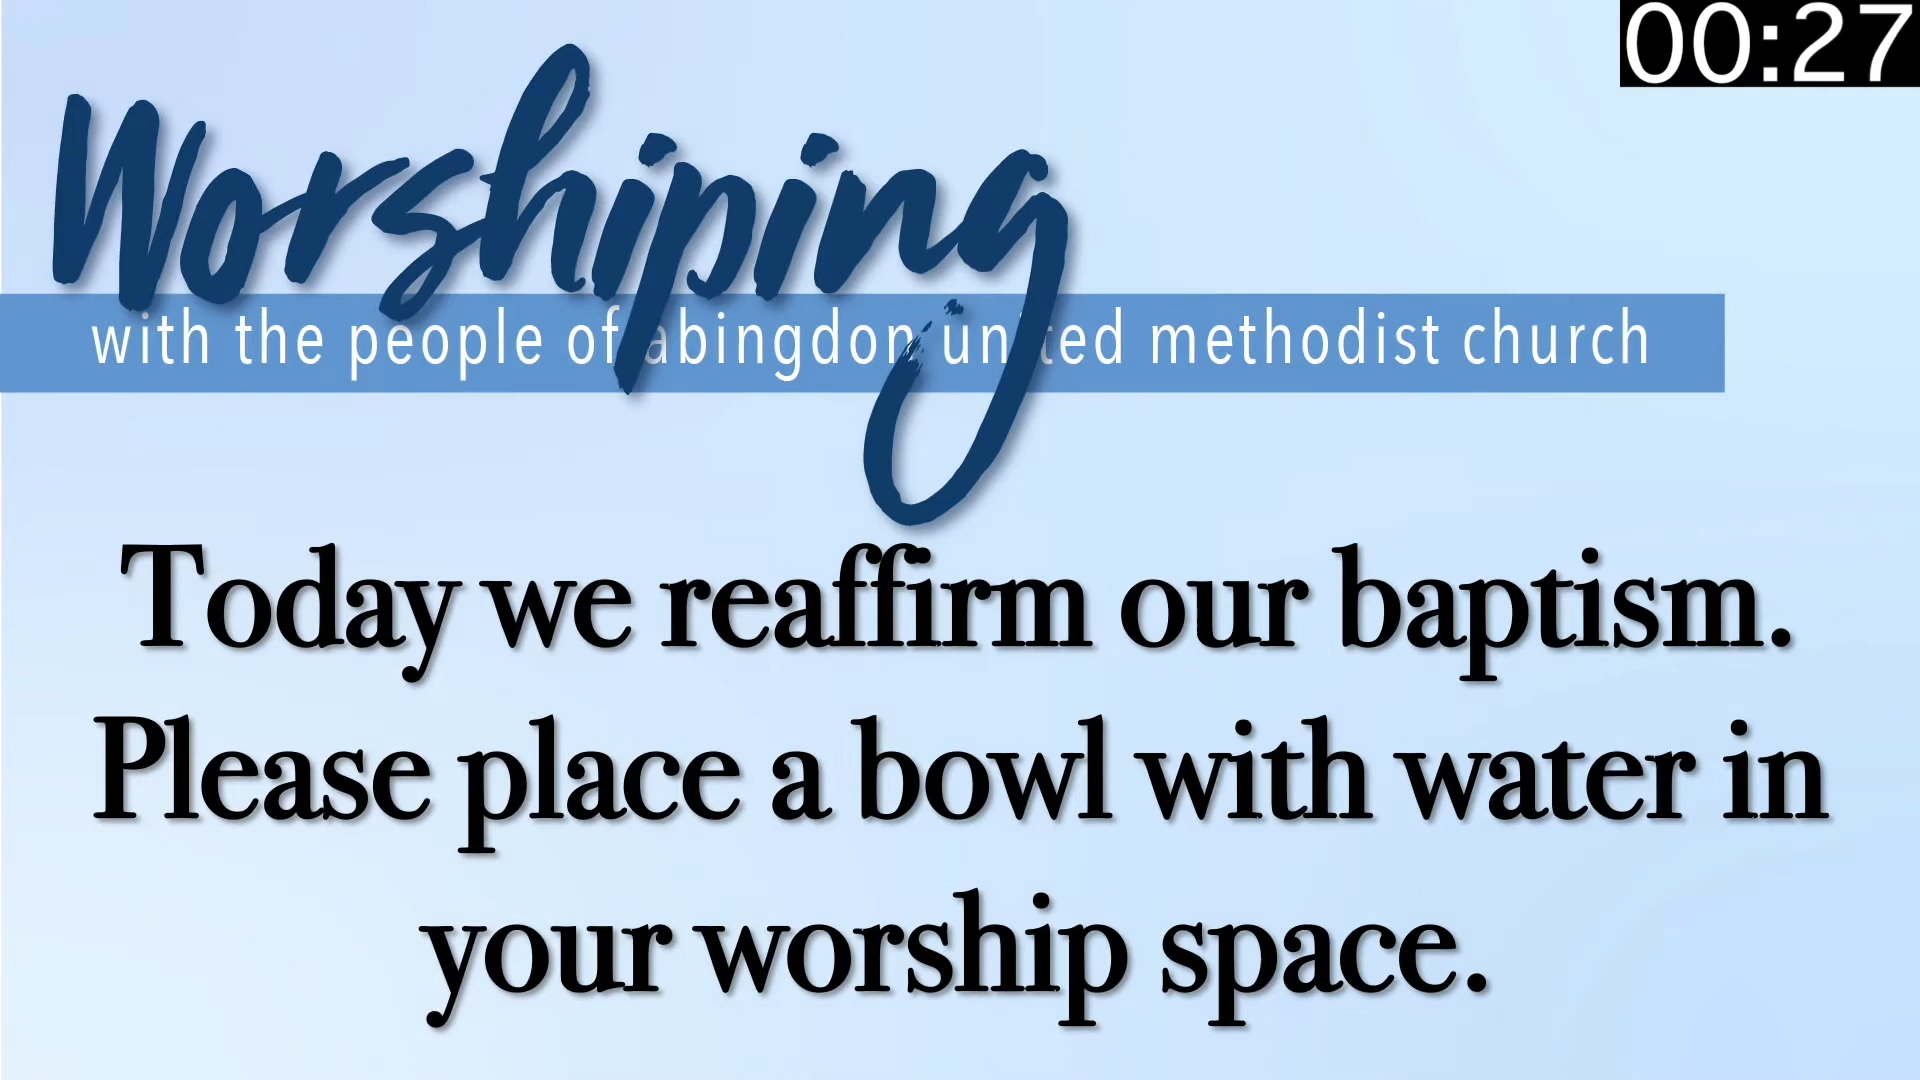 00:27
Worshiping
with the people of abingdon united methodist church
Today we reaffirm our baptism.
Please place a bowl with water in
your worship space.